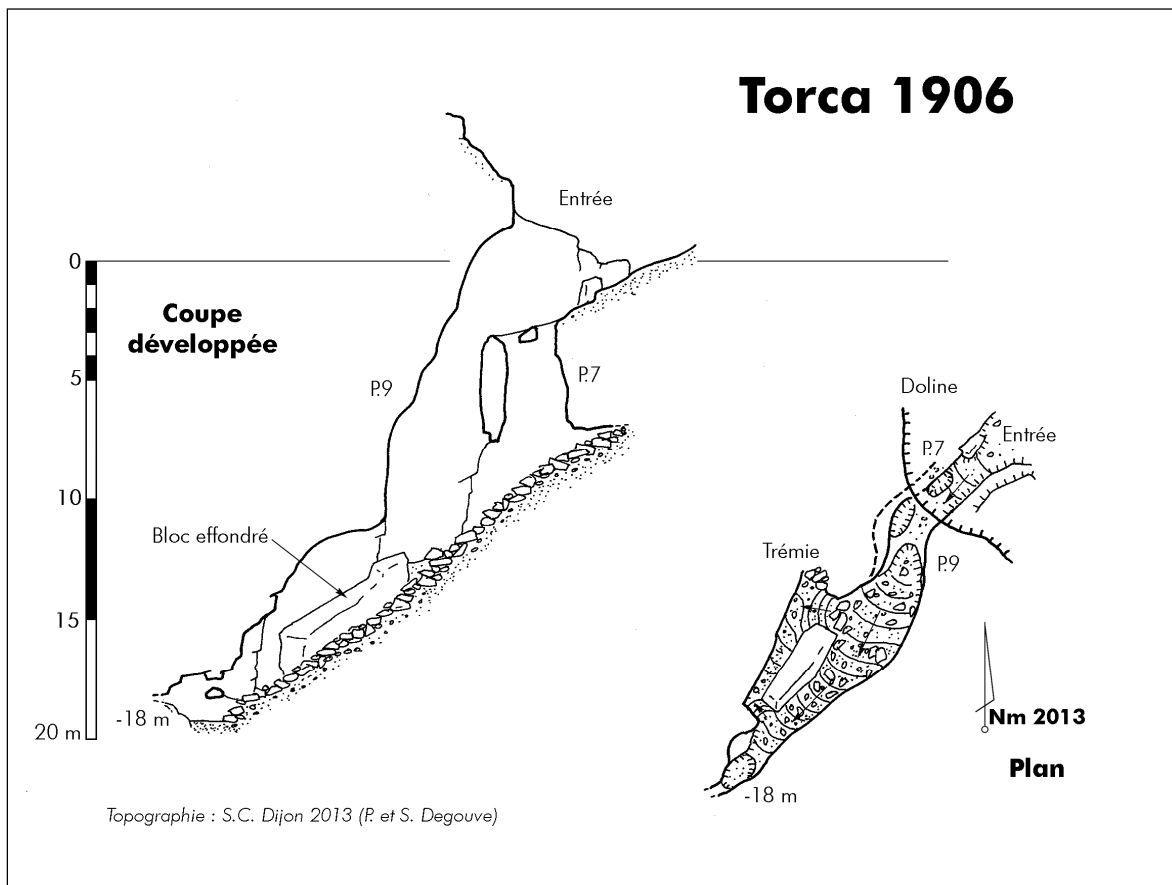 Torca 1906
Entrée
0
Coupe
développée
5
P.9
P.7
Doline
P.7
Entrée
10
Bloc effondré
Trémie
P.9
15
-18 m
20 m
Nm 2013
Plan
-18 m
Topographie : S.C. Dijon 2013 (P. et S. Degouve)